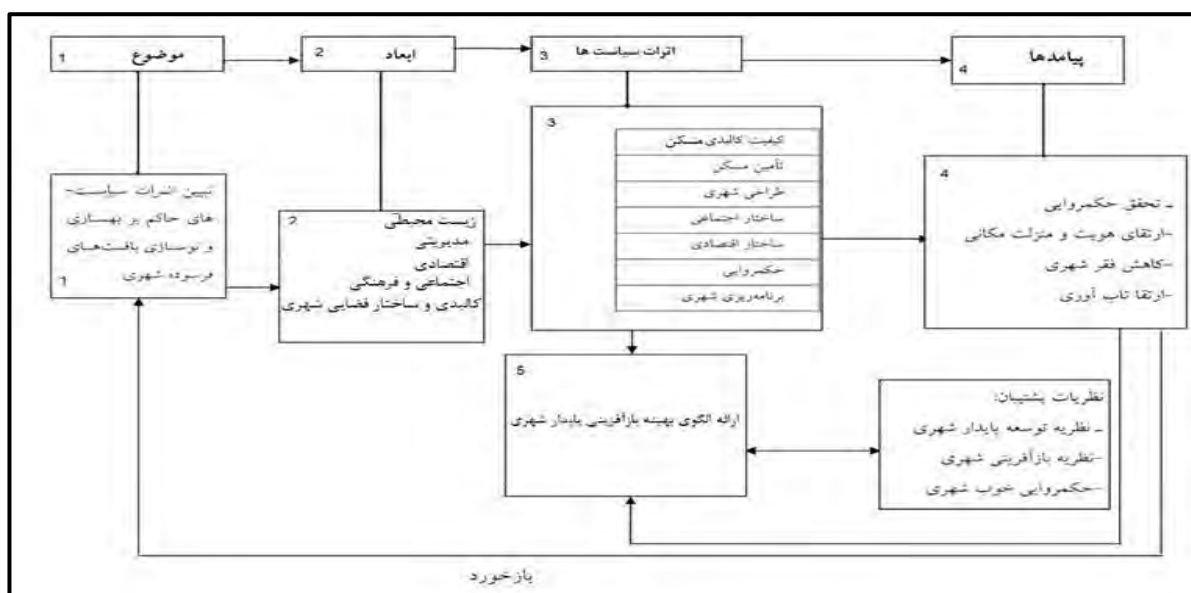 1 موضوع
2 ابعاد
3 اثرات سیاست ها
4 پیامدها
1
تبیین اثرات سیاست-
های حاکم بر بهسازی
و نوسازی بافت‌های
فرسوده شهری
2
زیست محیطی
مدیریتی
اقتصادی
اجتماعی و فرهنگی
کالبدی و ساختار فضایی شهری
3
کیفیت کالبدی مسکن
تأمین مسکن
طراحی شهری
ساختار اجتماعی
ساختار اقتصادی
حکمروایی
برنامه‌ریزی شهری
4
- تحقق حکمروایی
-ارتقای هویت و منزلت مکانی
-کاهش فقر شهری
-ارتقا تاب آوری
5
ارائه الگوی بهینه بازآفرینی پایدار شهری
نظریات پشتیبان:
- نظریه توسعه پایدار شهری
-نظریه بازآفرینی شهری
-حکمروایی خوب شهری
بازخورد